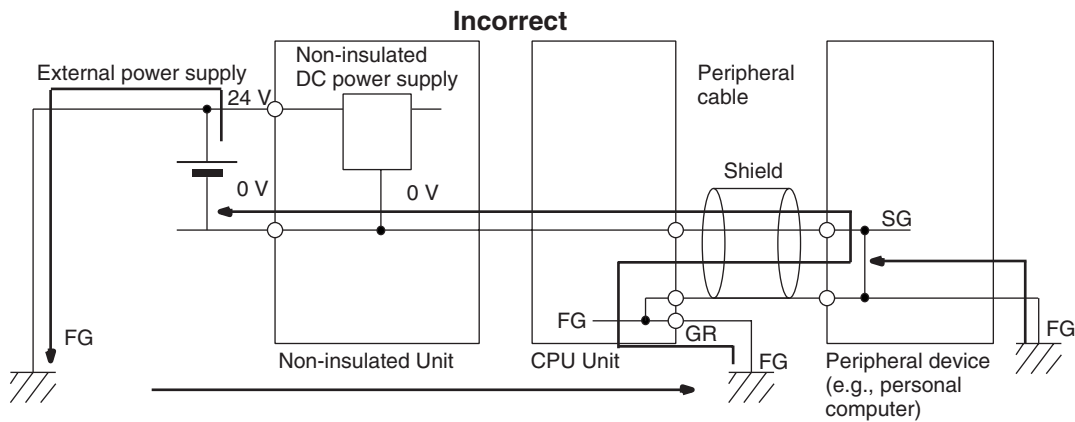 Incorrect
External power supply
Non-insulated
DC power supply
Peripheral
cable
24 V
Shield
0 V
0 V
SG
FG
FG
GR
FG
FG
Non-insulated Unit
CPU Unit
Peripheral device
(e.g., personal
computer)